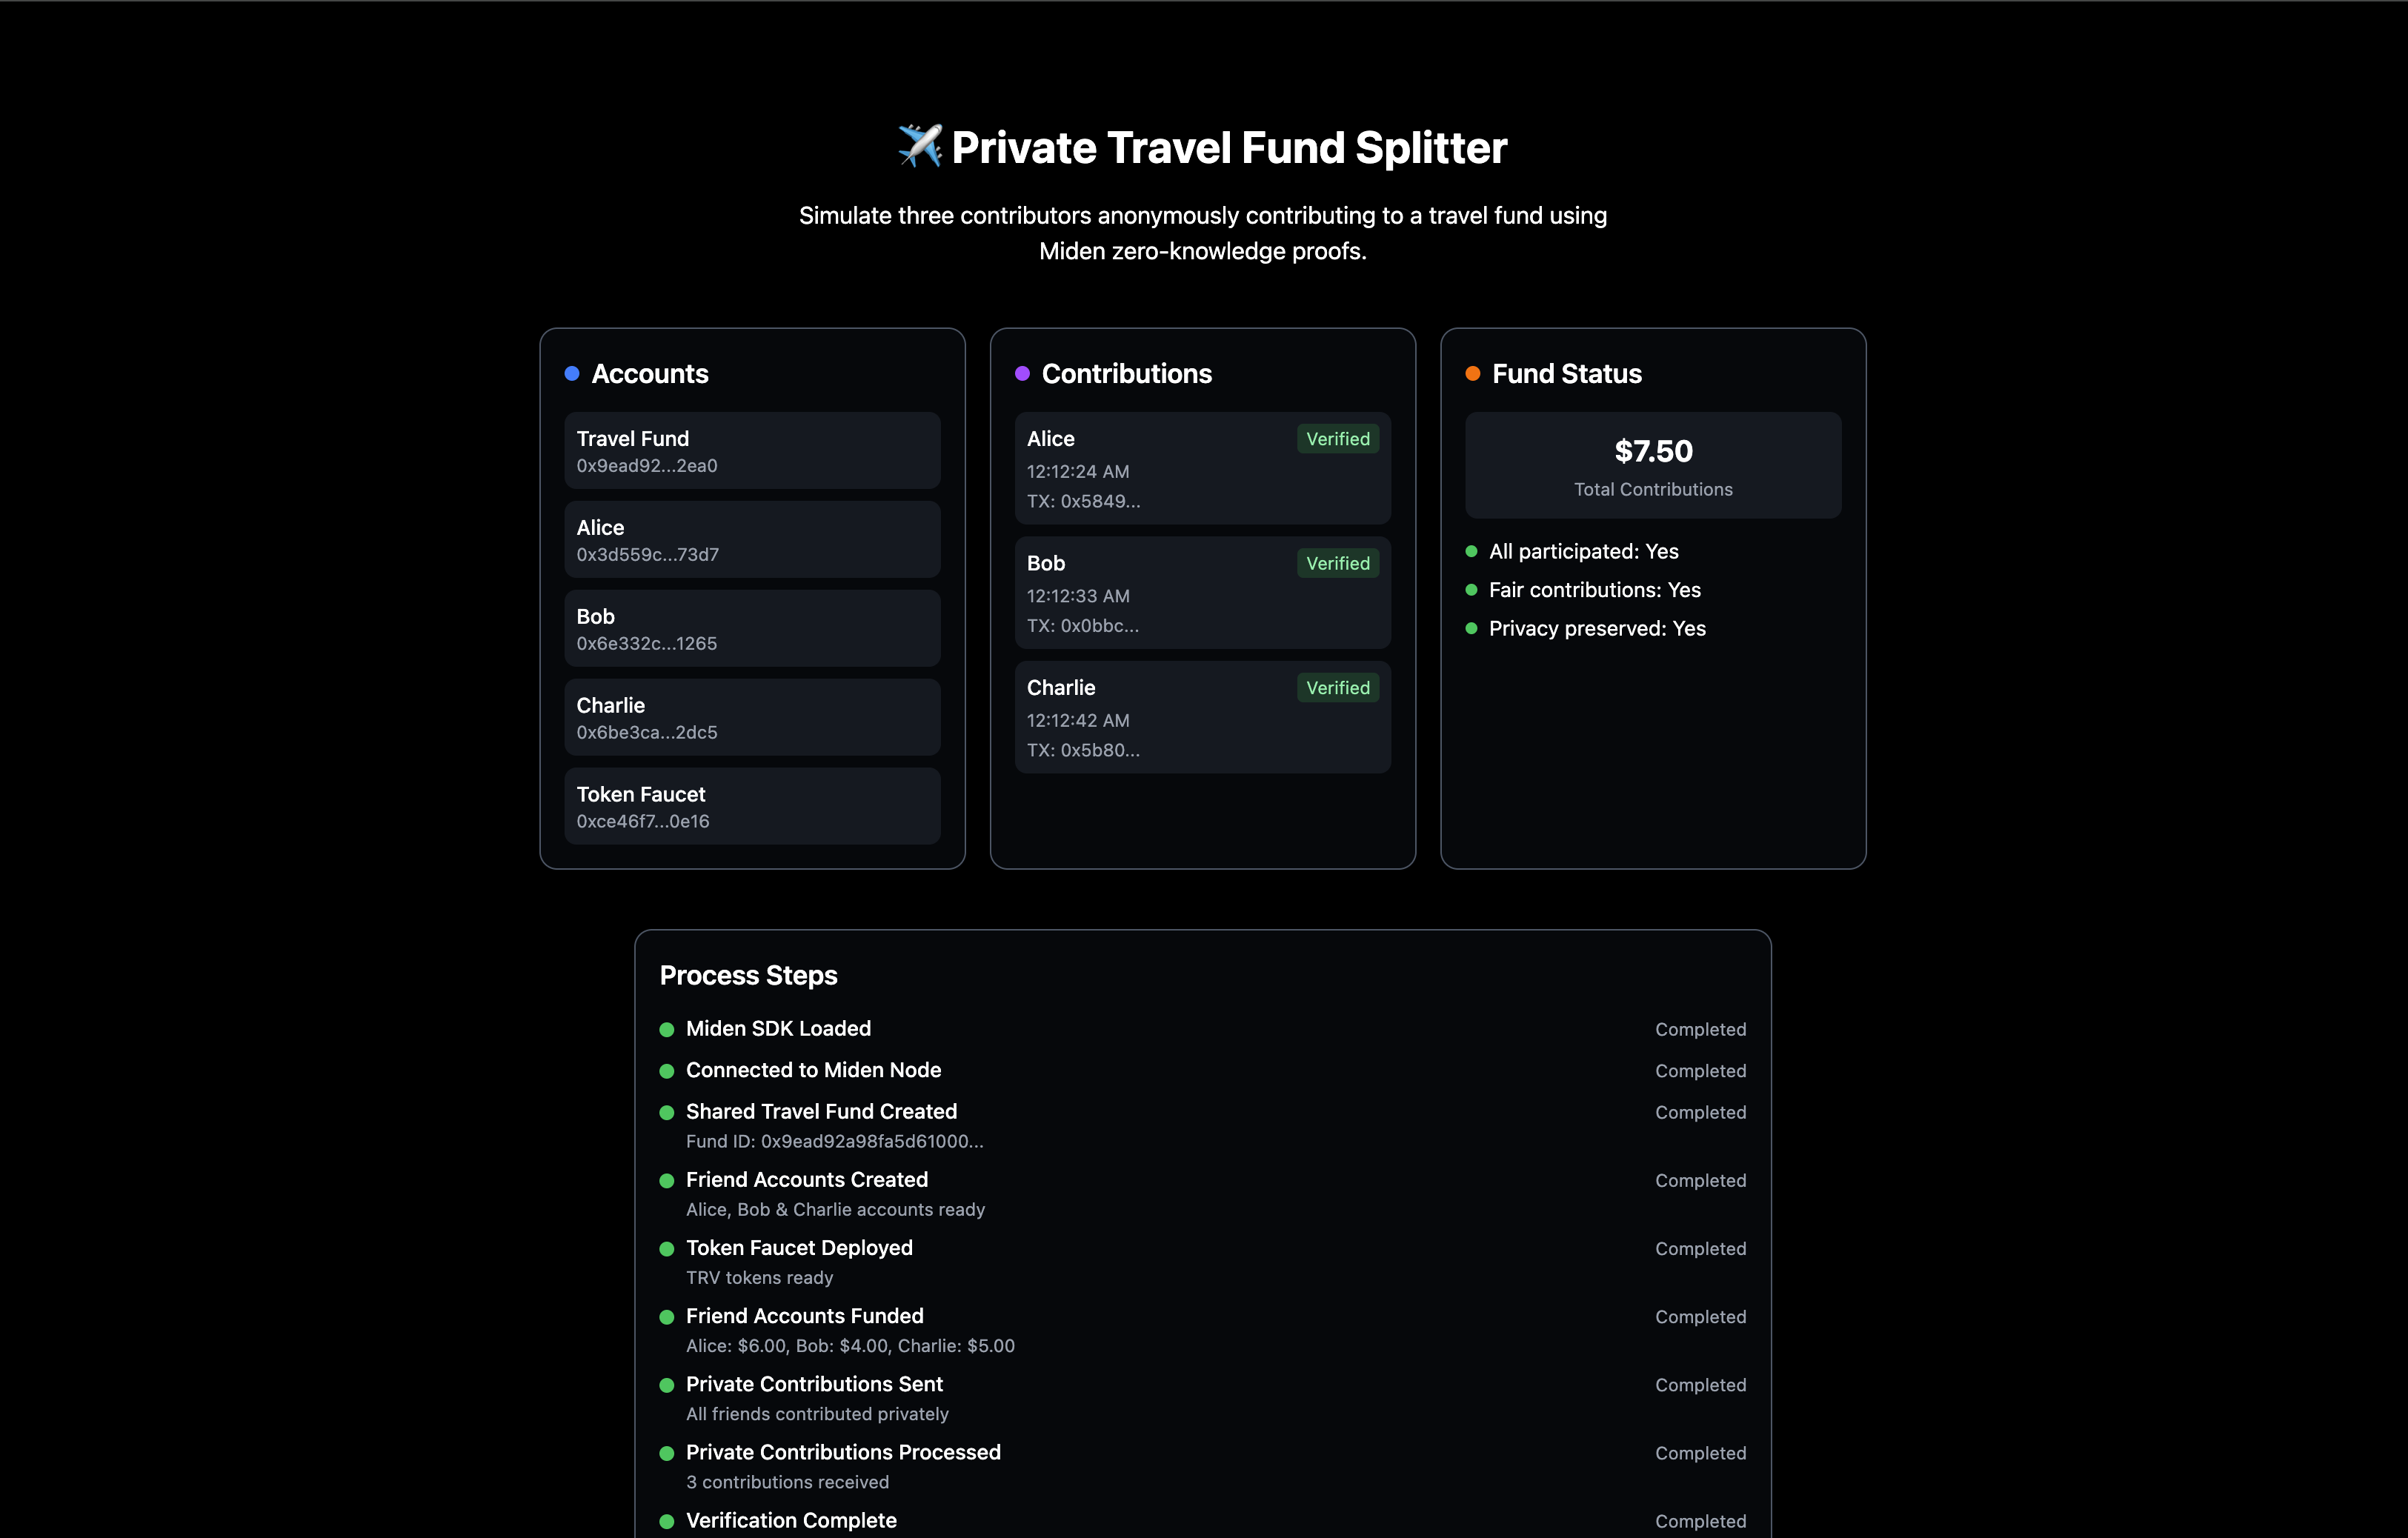 ✈️ Private Travel Fund Splitter
Simulate three contributors anonymously contributing to a travel fund using
Miden zero-knowledge proofs.
Accounts
Travel Fund
0x9ead92...2ea0
Alice
0x3d559c...73d7
Bob
0x6e332c...1265
Charlie
0x6be3ca...2dc5
Token Faucet
0xce46f7...0e16
Contributions
Alice
Verified
12:12:24 AM
TX: 0x5849...
Bob
Verified
12:12:33 AM
TX: 0x0bbc...
Charlie
Verified
12:12:42 AM
TX: 0x5b80...
Fund Status
$7.50
Total Contributions
All participated: Yes
Fair contributions: Yes
Privacy preserved: Yes
Process Steps
Miden SDK Loaded
Completed
Connected to Miden Node
Completed
Shared Travel Fund Created
Completed
Fund ID: 0x9ead92a98fa5d61000...
Friend Accounts Created
Completed
Alice, Bob & Charlie accounts ready
Token Faucet Deployed
Completed
TRV tokens ready
Friend Accounts Funded
Completed
Alice: $6.00, Bob: $4.00, Charlie: $5.00
Private Contributions Sent
Completed
All friends contributed privately
Private Contributions Processed
Completed
3 contributions received
Verification Complete
Completed